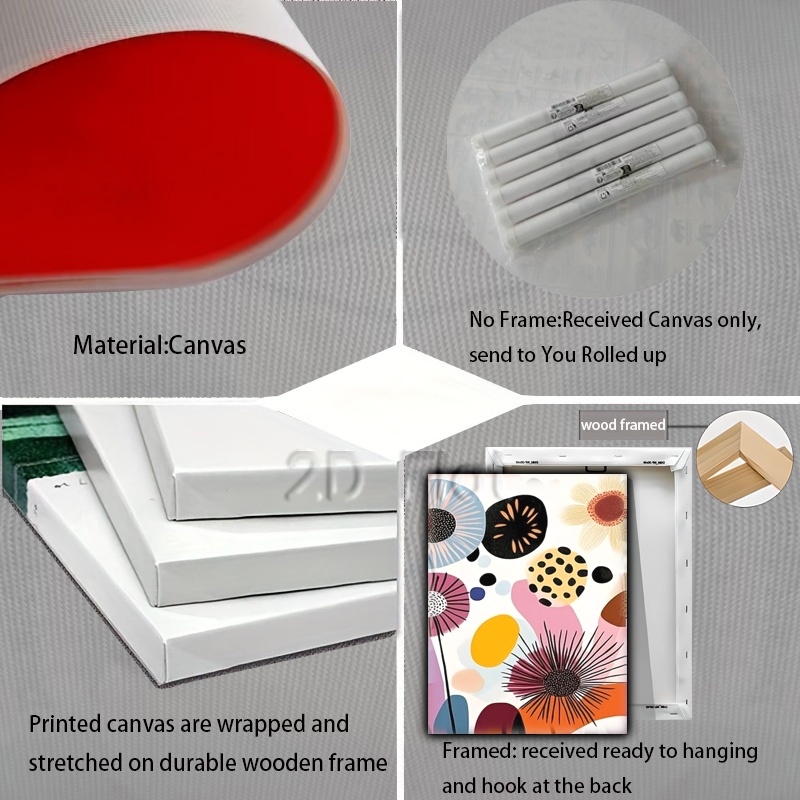 Material:Canvas
No Frame:Received Canvas only,
send to You Rolled up
wood framed
2D
Printed canvas are wrapped and
stretched on durable wooden frame
Framed: received ready to hanging
and hook at the back